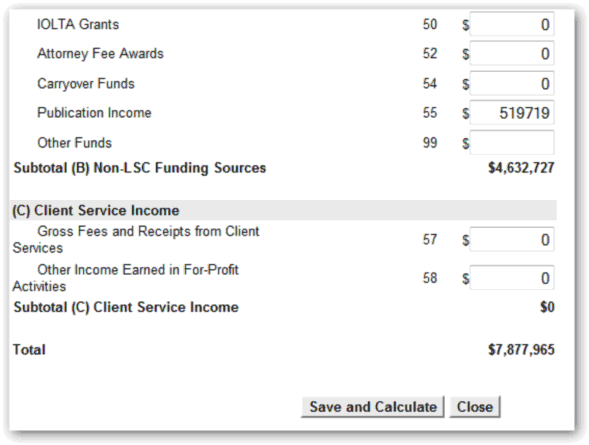 IOLTA Grants 50 $ 0
Attorney Fee Awards 52 $ 0
Carryover Funds 54 $ 0
Publication Income 55 $ 519719
Other Funds 99 $
Subtotal (B) Non-LSC Funding Sources $4,632,727
(C) Client Service Income
Gross Fees and Receipts from Client
Services 57 $ 0
Other Income Earned in For-Profit
Activities 58 $ 0
Subtotal (C) Client Service Income $0
Total $7,877,965
Save and Calculate Close